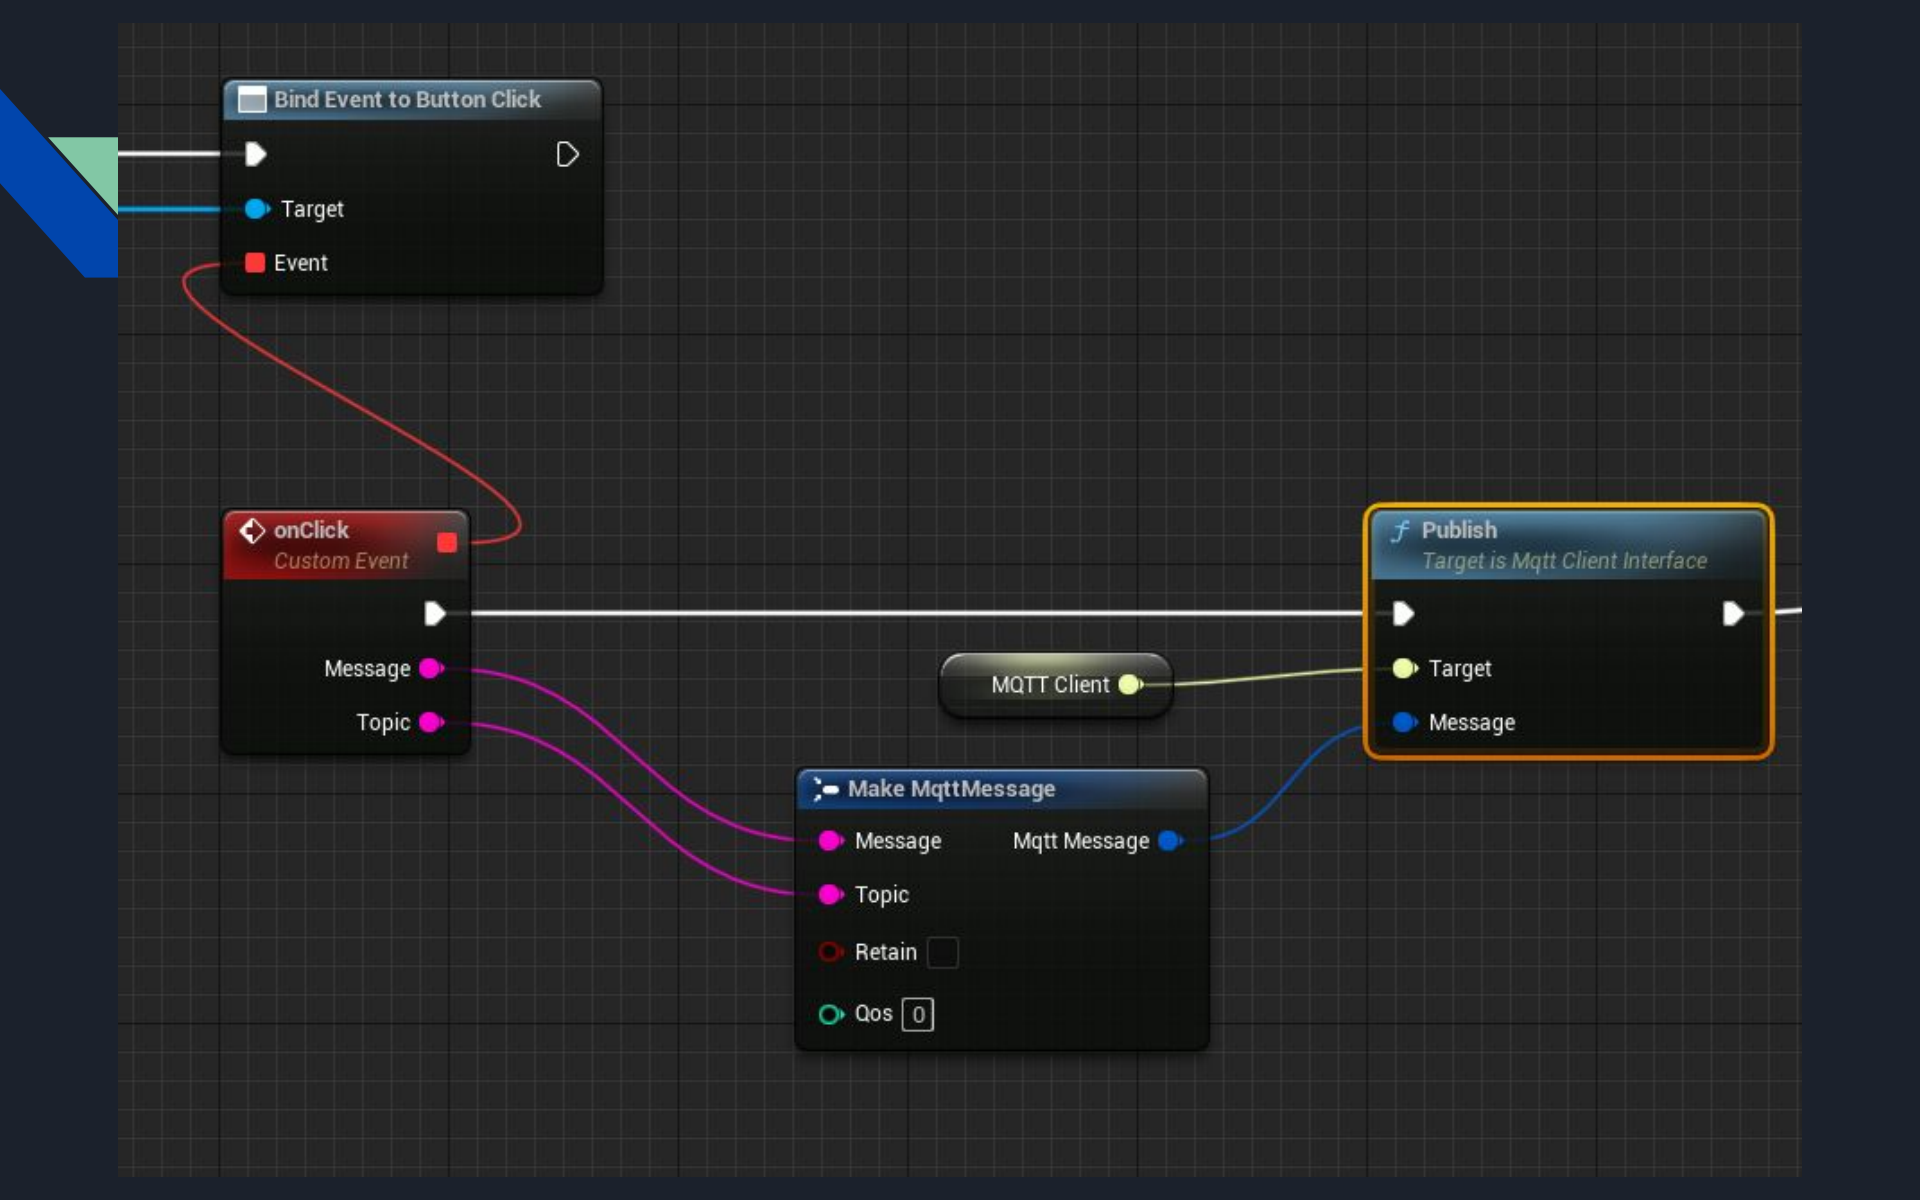 Bind Event to Button Click
Target
Event
onClick
Custom Event
Message
Topic
MQTT Client
Make MqttMessage
Message Mqtt Message
Topic
Retain
Qos 0
Publish
Target is Mqtt Client Interface
Target
Message